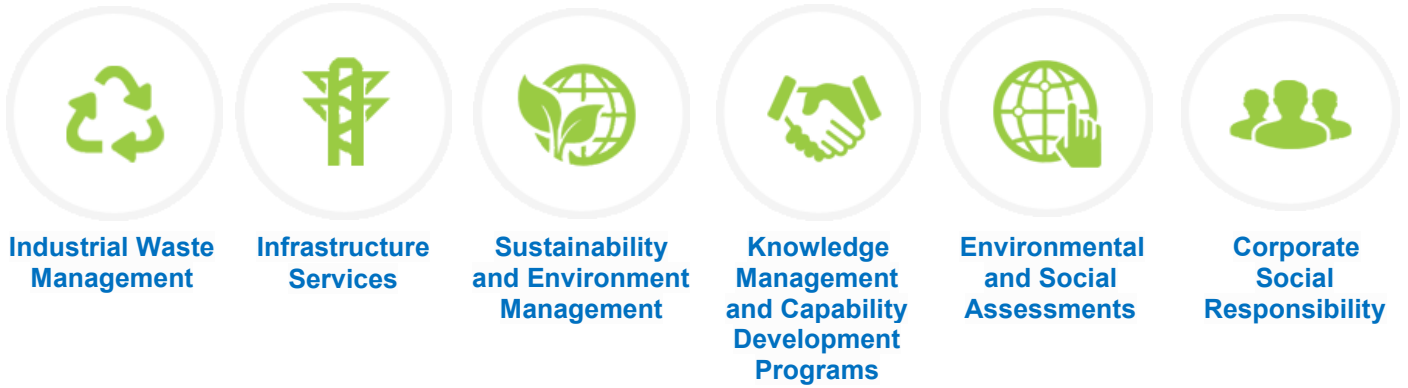 Industrial Waste
Management
Infrastructure
Services
Sustainability
and Environment
Management
Knowledge
Management
and Capability
Development
Programs
Environmental
and Social
Assessments
Corporate
Social
Responsibility